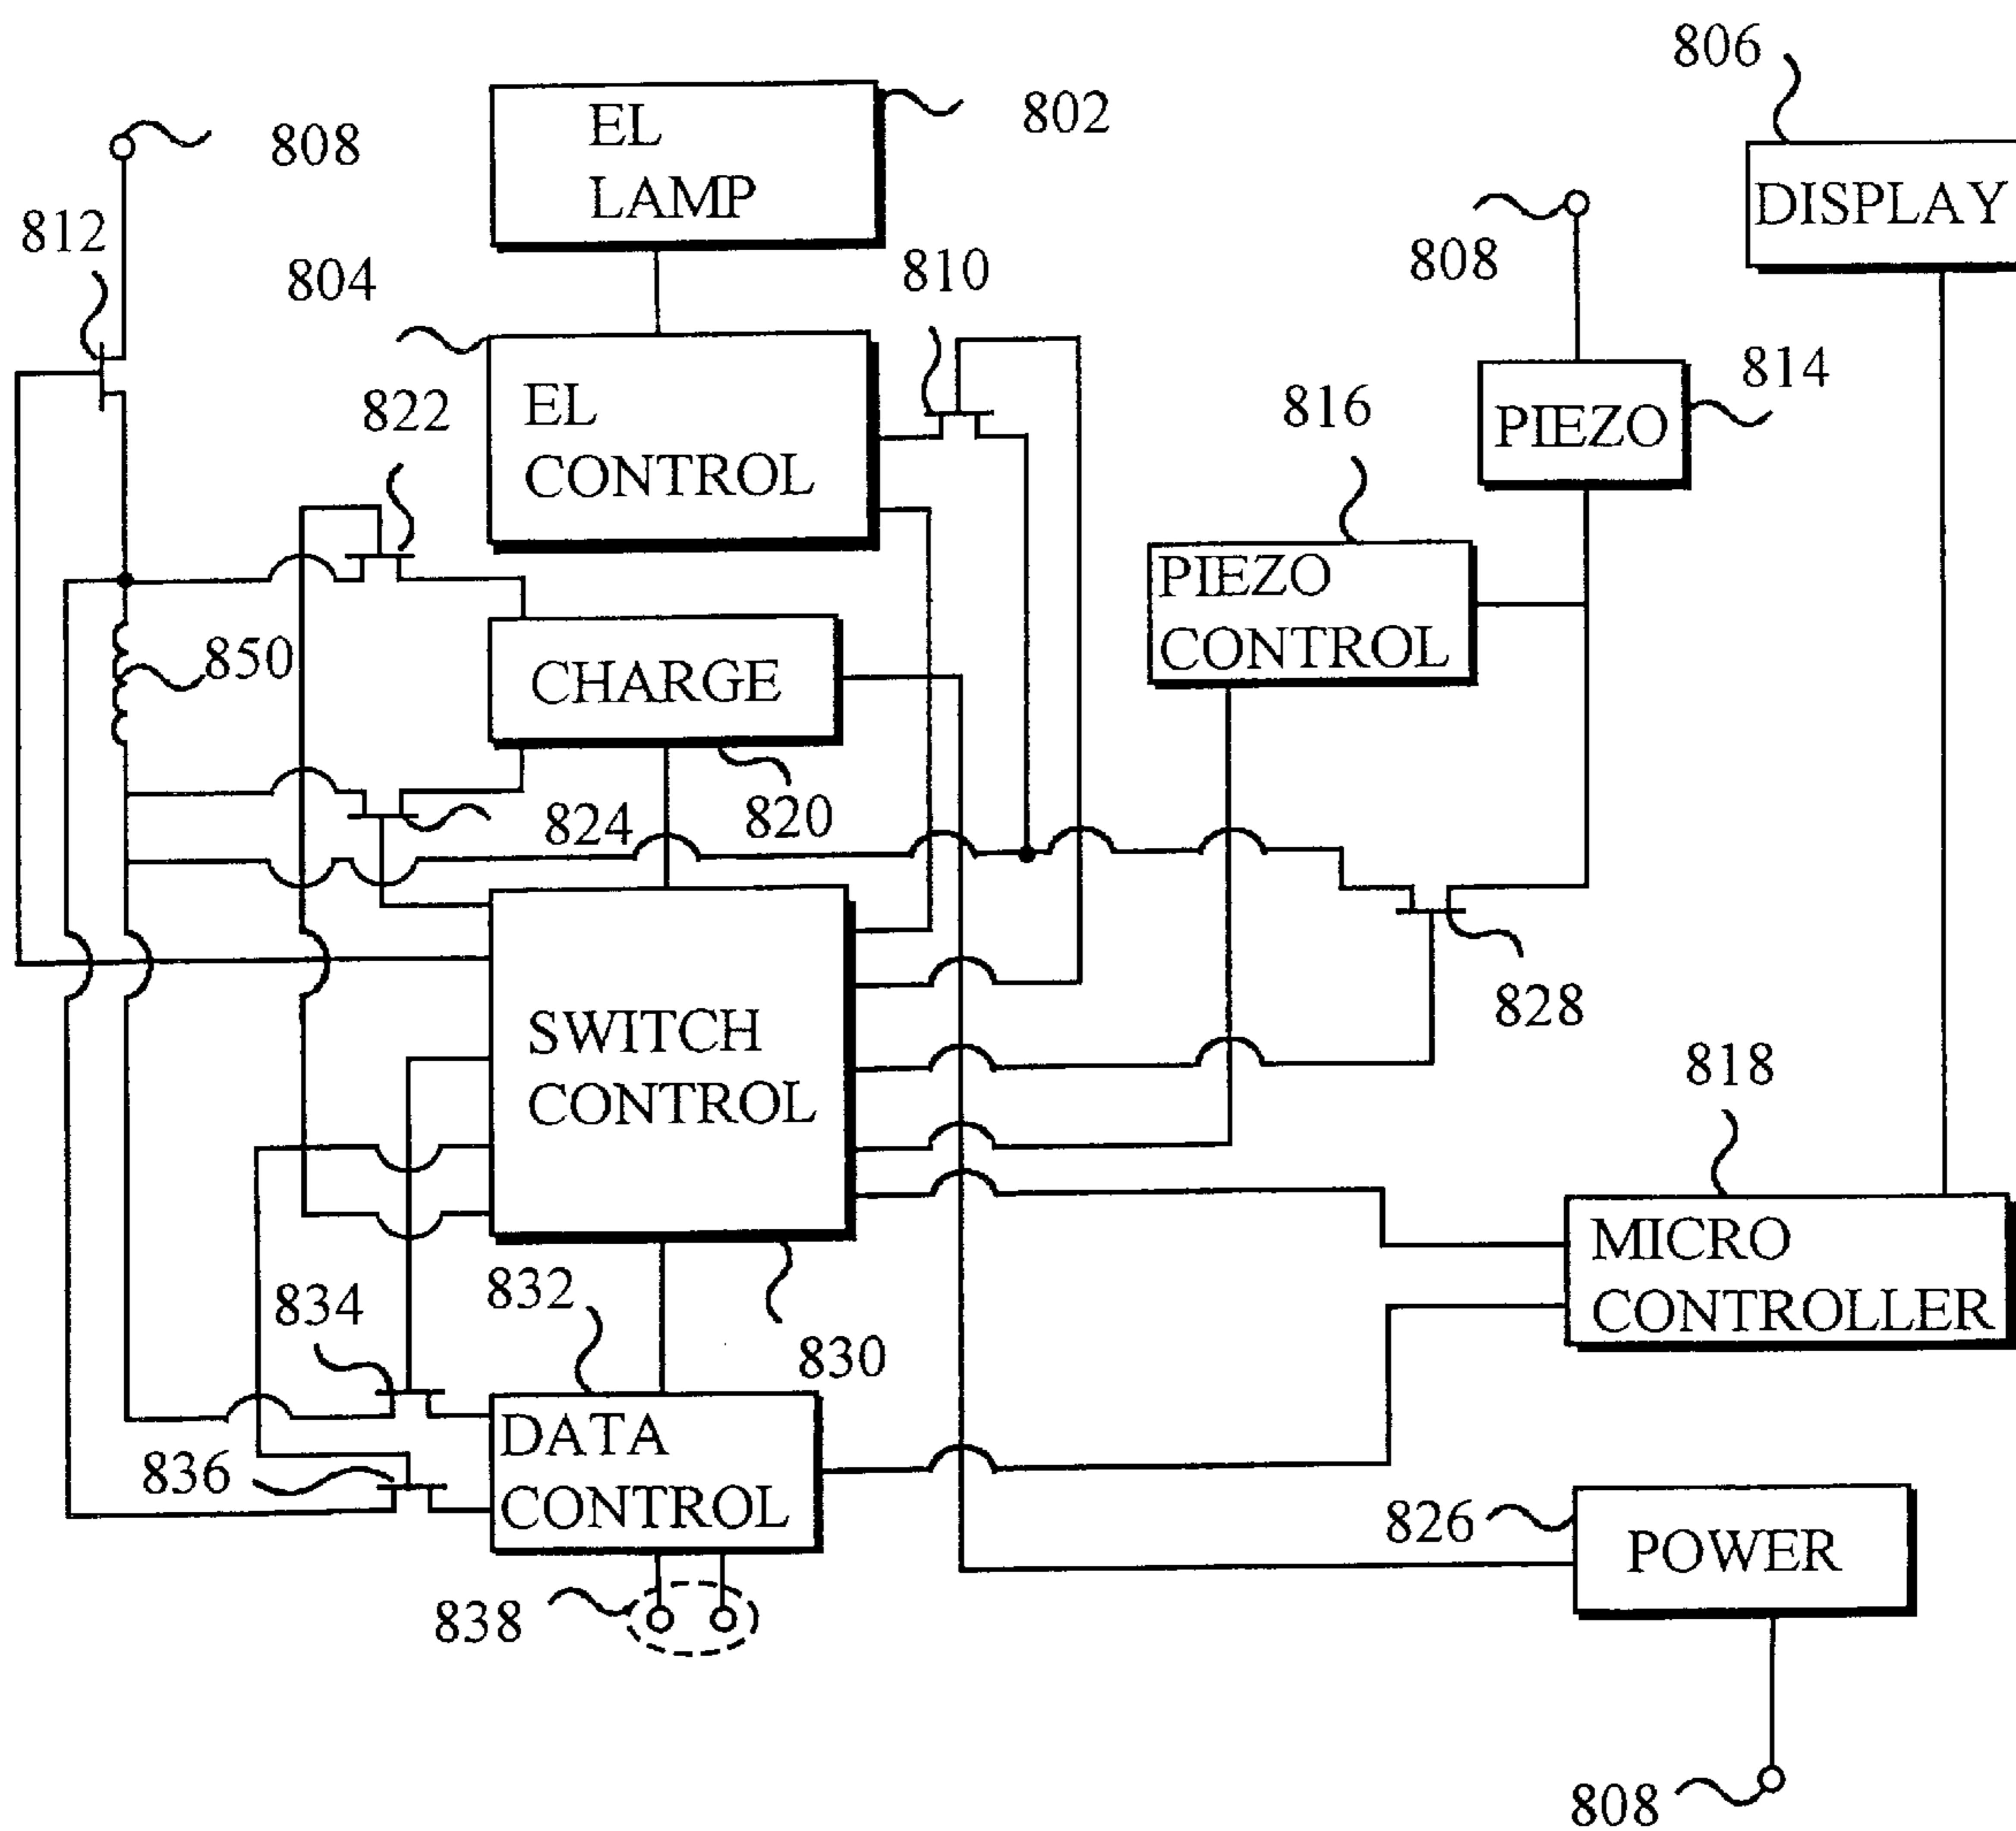 806
EL
LAMP
802
808
DISPLAY
812
808
804
810
EL
CONTROL
822
PIEZO
814
816
PIEZO
CONTROL
850
CHARGE
824
820
828
SWITCH
CONTROL
818
MICRO
CONTROLLER
834
832
830
DATA
CONTROL
836
826
POWER
838
808